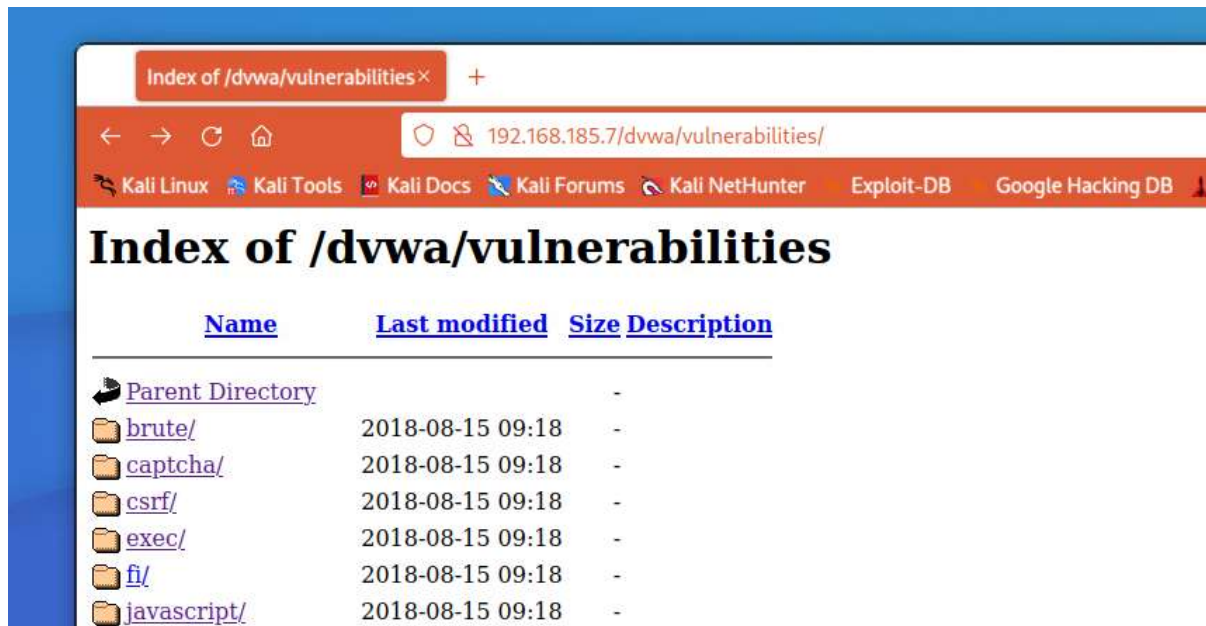 Index of /dvwa/vulnerabilities× +
192.168.185.7/dvwa/vulnerabilities/
Kali Linux Kali Tools Kali Docs Kali Forums Kali NetHunter Exploit-DB Google Hacking DB
Index of /dvwa/vulnerabilities
Name Last modified Size Description
Parent Directory -
brute/ 2018-08-15 09:18 -
captcha/ 2018-08-15 09:18 -
csrf/ 2018-08-15 09:18 -
exec/ 2018-08-15 09:18 -
fi/ 2018-08-15 09:18 -
javascript/ 2018-08-15 09:18 -